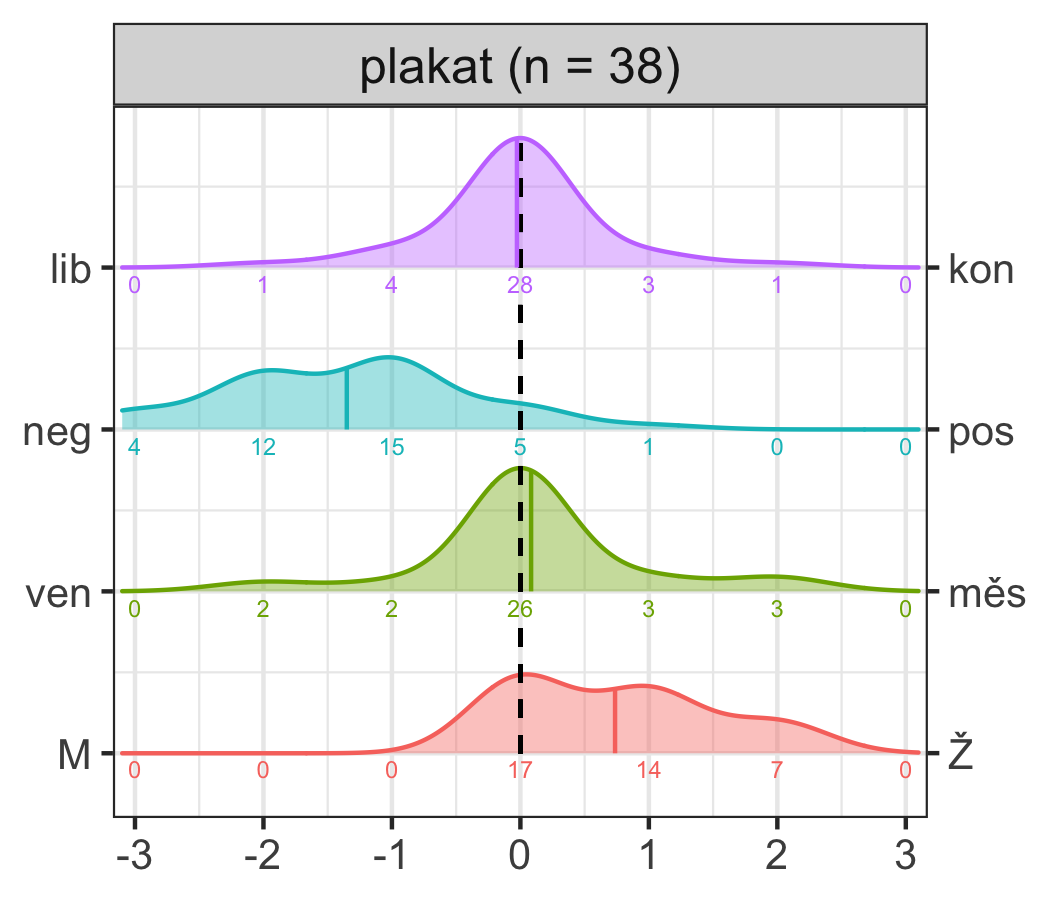 plakat (n = 38)
lib kon
0 1 4 28 3 1 0
neg pos
4 12 15 5 1 0 0
ven měs
0 2 2 26 3 3 0
M Ž
0 0 0 17 14 7 0
-3 -2 -1 0 1 2 3